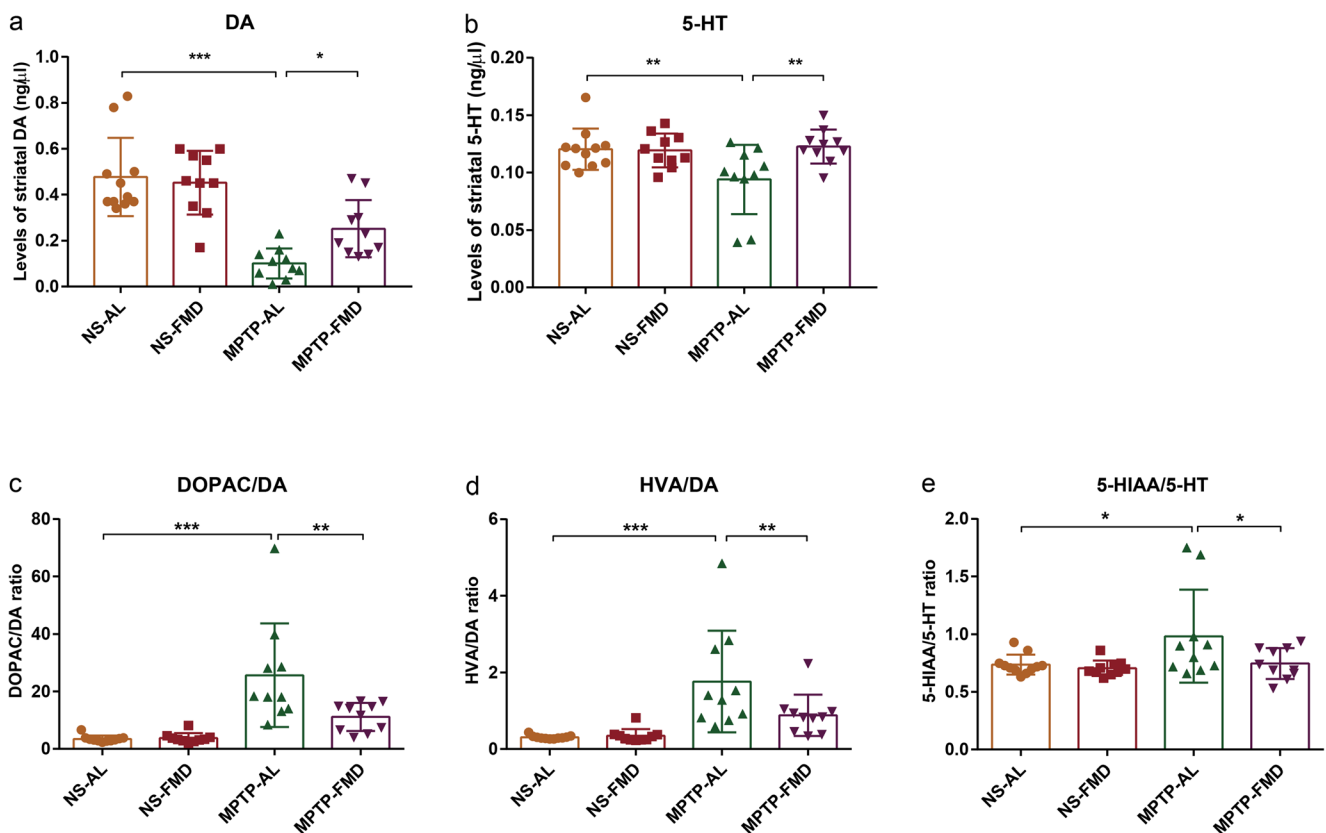 a
DA
Levels of striatal DA (ng/μl)
1.0
0.8
0.6
0.4
0.2
0.0
***
*
NS-AL
NS-FMD
MPTP-AL
MPTP-FMD
b
5-HT
Levels of striatal 5-HT (ng/μl)
0.20
0.15
0.10
0.05
0.00
**
**
NS-AL
NS-FMD
MPTP-AL
MPTP-FMD
c
DOPAC/DA
DOPAC/DA ratio
80
60
40
20
0
***
**
NS-AL
NS-FMD
MPTP-AL
MPTP-FMD
d
HVA/DA
HVA/DA ratio
6
4
2
0
***
**
NS-AL
NS-FMD
MPTP-AL
MPTP-FMD
e
5-HIAA/5-HT
5-HIAA/5-HT ratio
2.0
1.5
1.0
0.5
0.0
*
*
NS-AL
NS-FMD
MPTP-AL
MPTP-FMD